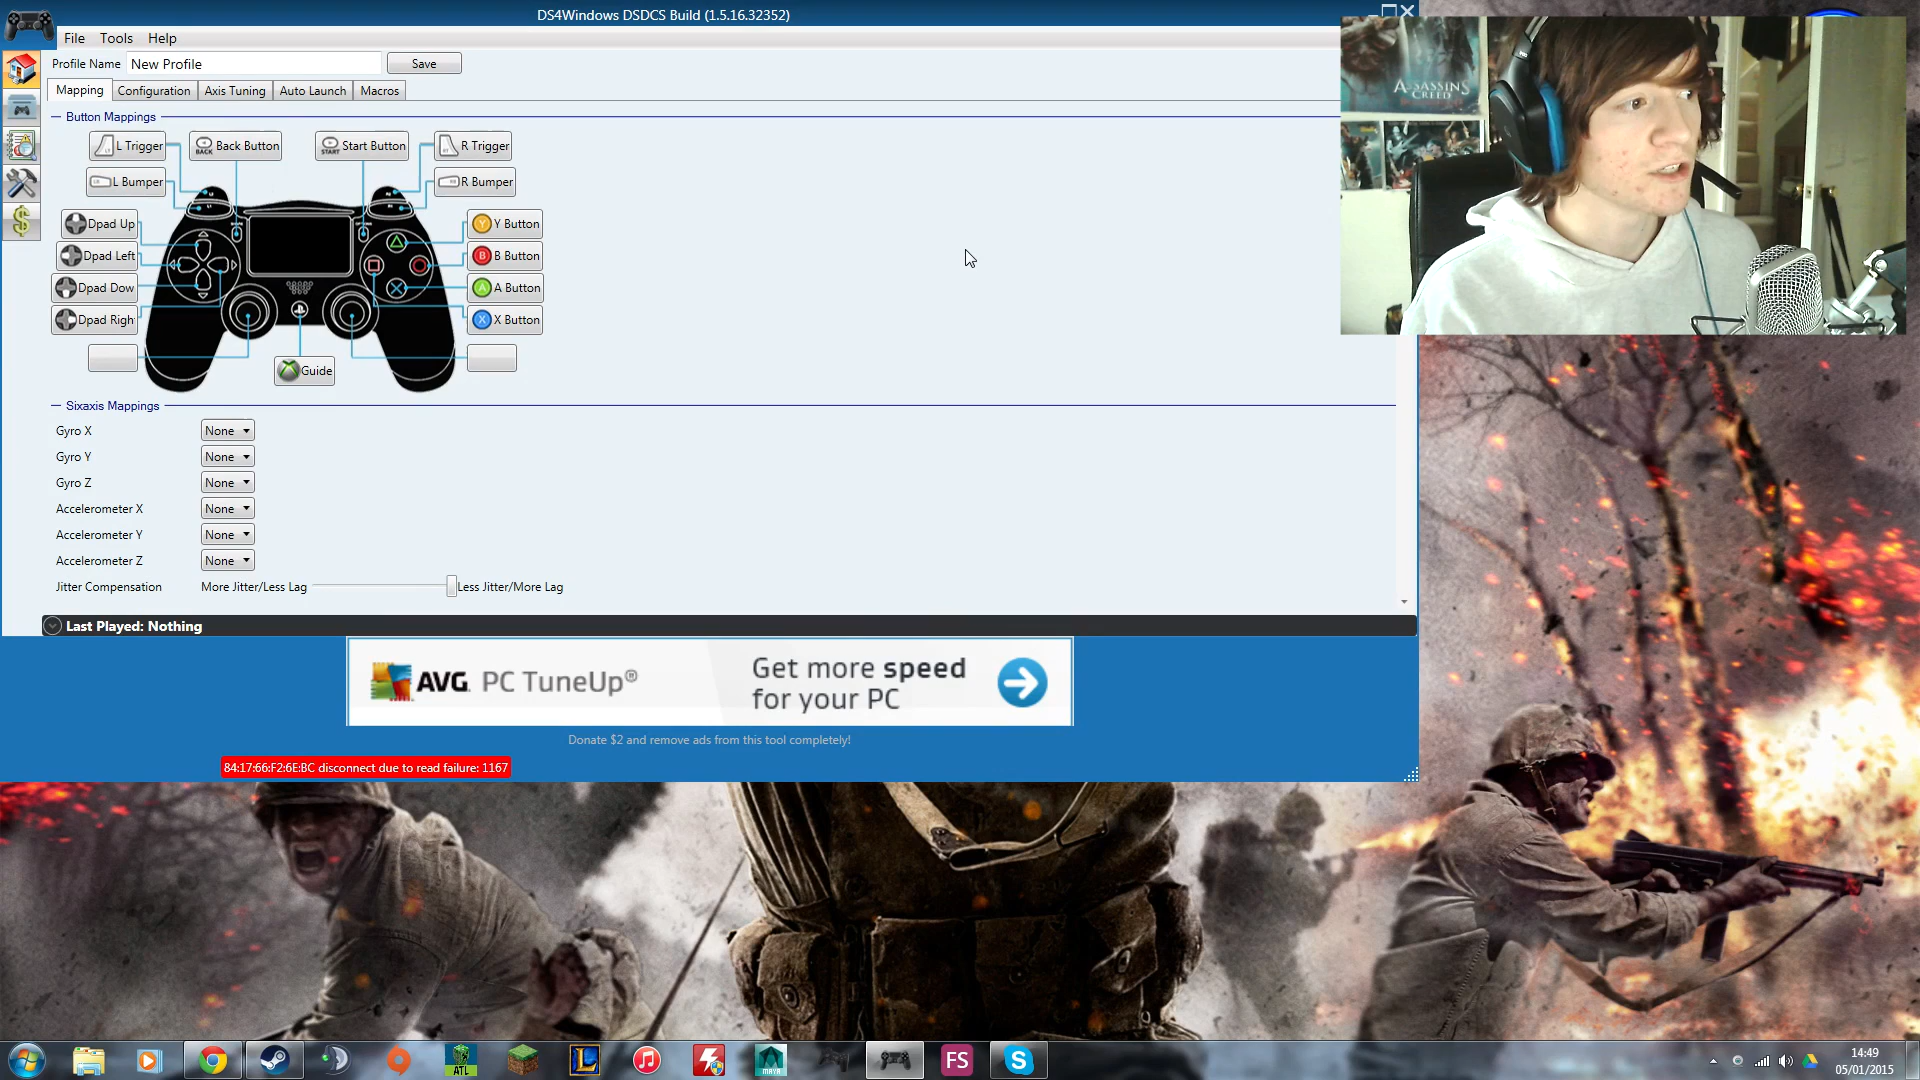 DS4Windows DSDCS Build (1.5.16.32352)
File Tools Help
Profile Name New Profile Save
Mapping Configuration Axis Tuning Auto Launch Macros
Button Mappings
L Trigger Back Button Start Button R Trigger
BACK START
L Bumper R Bumper
Dpad Up Y Button
Dpad Left B Button
Dpad Dow A Button
Dpad Righ X Button
Guide
Sixaxis Mappings
Gyro X None
Gyro Y None
Gyro Z None
Accelerometer X None
Accelerometer Y None
Accelerometer Z None
Jitter Compensation More Jitter/Less Lag Less Jitter/More Lag
Last Played: Nothing
AVG PC TuneUp®
Get more speed
for your PC
Donate $2 and remove ads from this tool completely!
84:17:66:F2:6E:BC disconnect due to read failure: 1167
ASSASSINS
CREED
ATL
L
MAYA
FS
S
14:49
05/01/2015